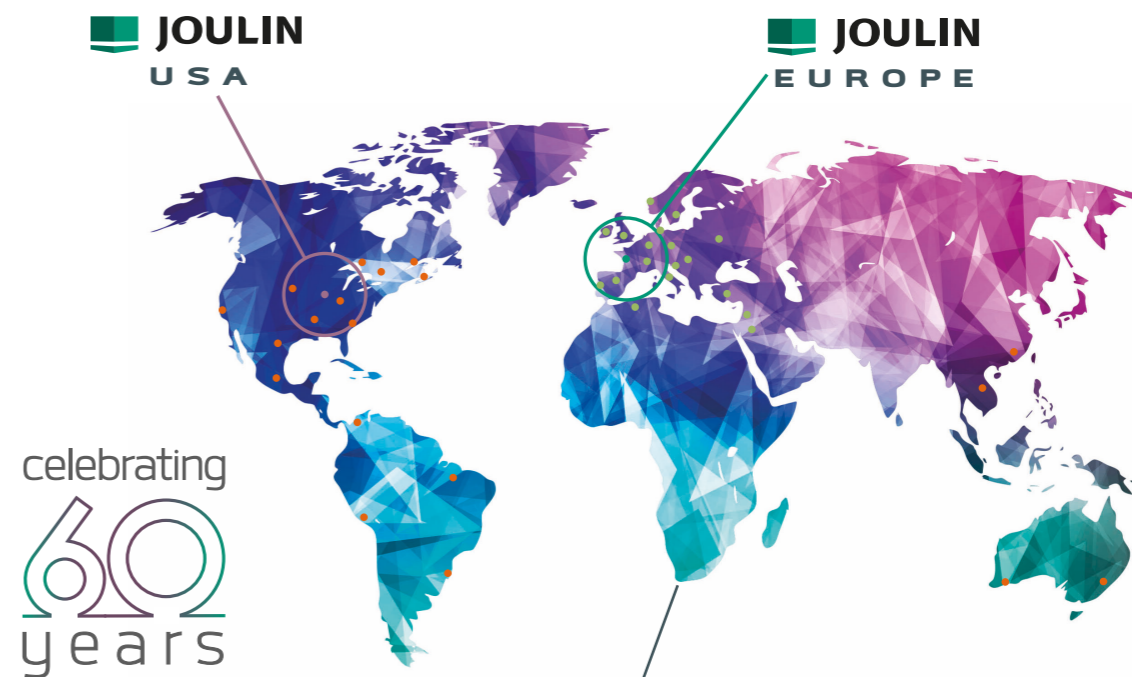 JOULIN
USA
JOULIN
EUROPE
celebrating
60
years